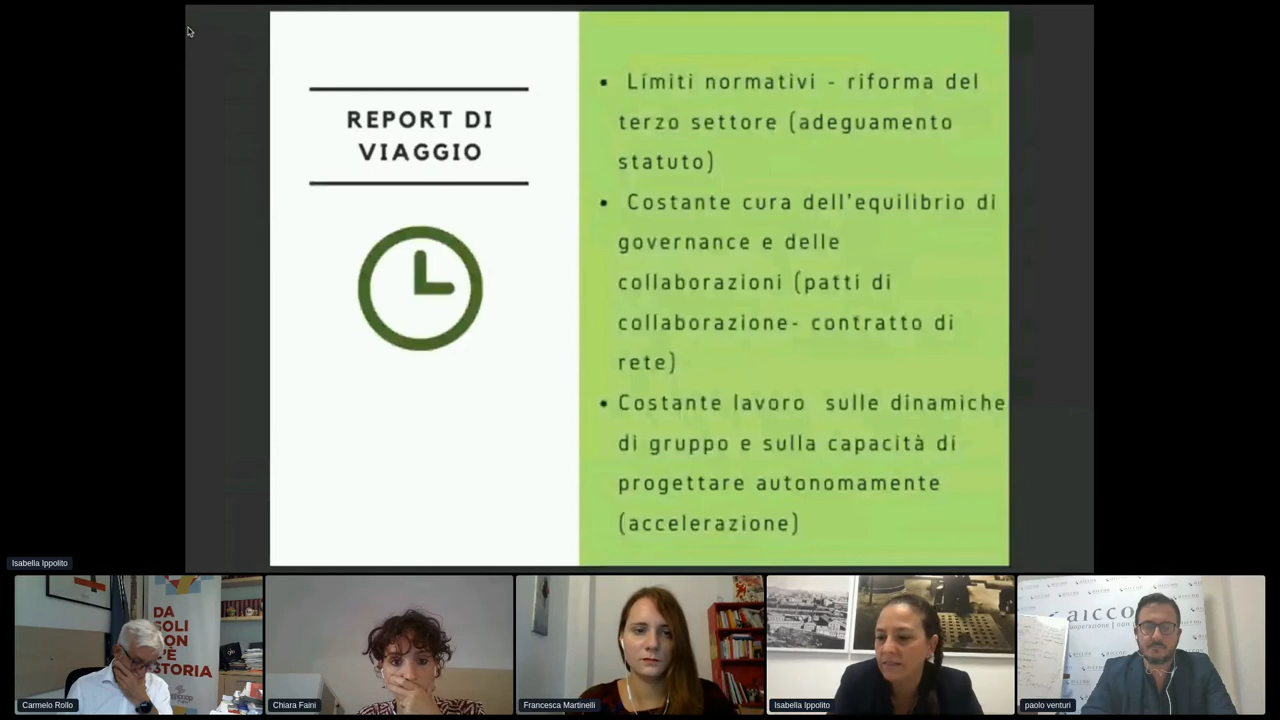 REPORT DI
VIAGGIO
• Limiti normativi - riforma del
terzo settore (adeguamento
statuto)
• Costante cura dell'equilibrio di
governance e delle
collaborazioni (patti di
collaborazione- contratto di
rete)
• Costante lavoro sulle dinamiche
di gruppo e sulla capacità di
progettare autonomamente
(accelerazione)
Isabella Ippolito
DA
SOLI
NON
C'È
STORIA
aiccon
Carmelo Rollo
Chiara Faini
Francesca Martinelli
Isabella Ippolito
paolo venturi